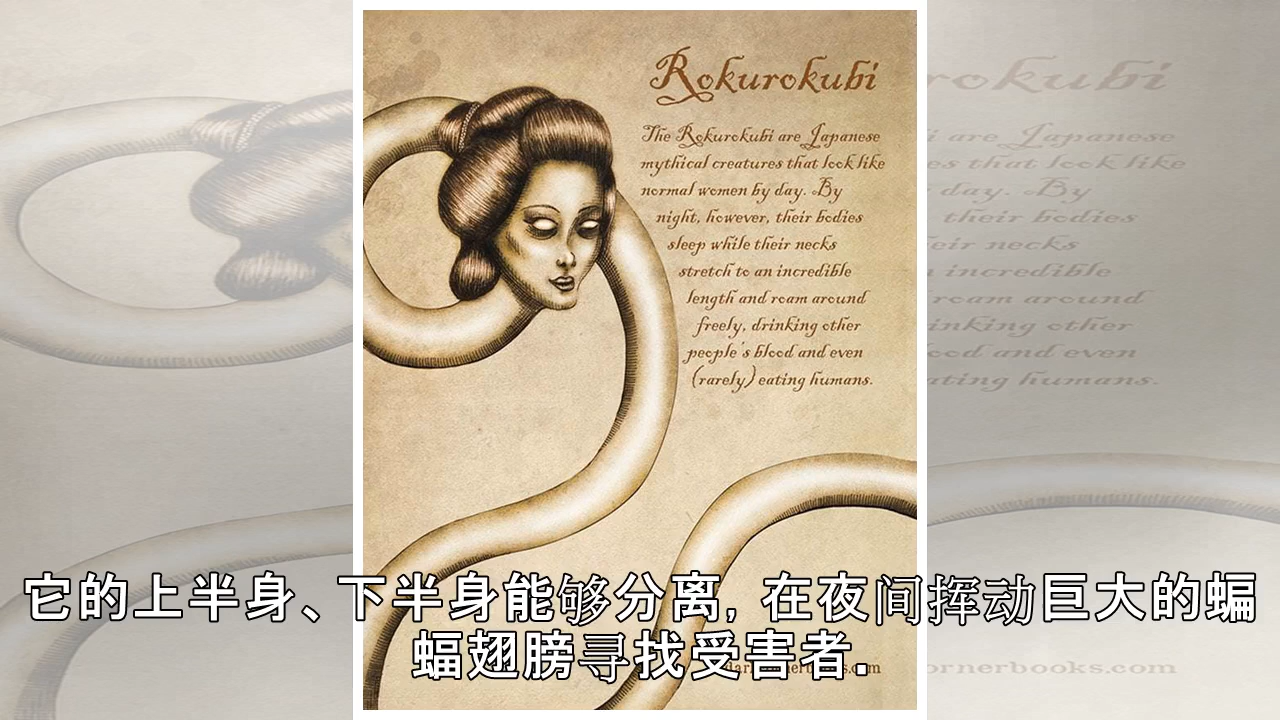 Rokurokubi
The Rokurokubi are Japanese
mythical creatures that look like
normal women by day. By
night, however, their bodies
sleep while their necks
stretch to an incredible
length and roam around
freely, drinking other
people's blood and even
(rarely) eating humans.
它的上半身、下半身能够分离, 在夜间挥动巨大的蝙
蝠翅膀寻找受害者.